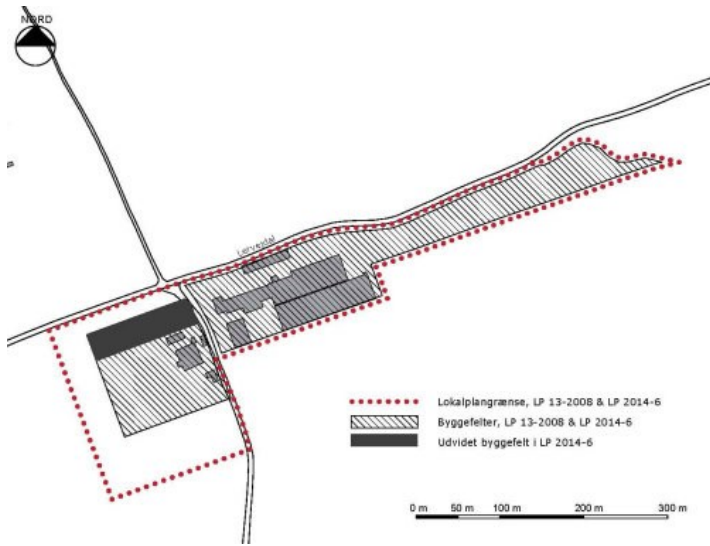 NORD
Lervejdal
Lokalplangrænse, LP 13-2008 & LP 2014-6
Byggefelter, LP 13-2008 & LP 2014-6
Udvidet byggefelt i LP 2014-6
0 m 50 m 100 m 200 m 300 m